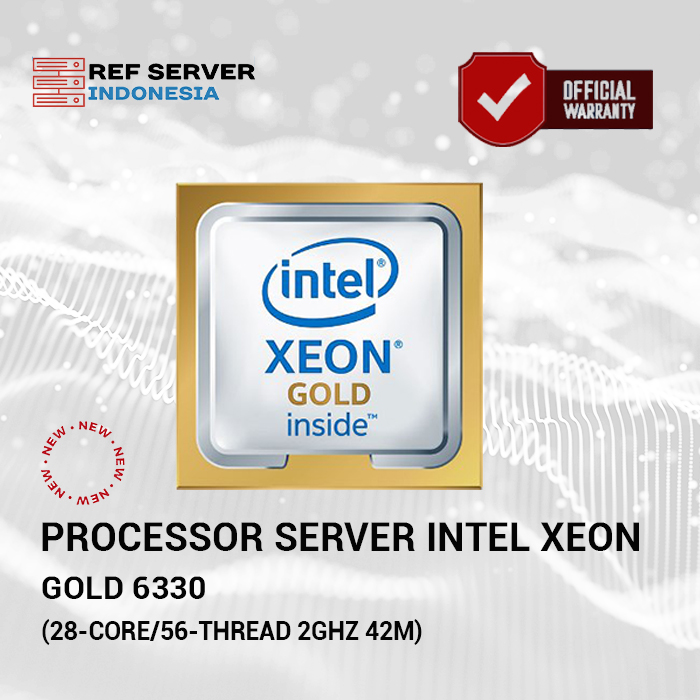 REF SERVER
INDONESIA
OFFICIAL
WARRANTY
intel®
XEON®
GOLD
inside™
NEW • NEW • NEW • NEW • NEW •
PROCESSOR SERVER INTEL XEON
GOLD 6330
(28-CORE/56-THREAD 2GHZ 42M)